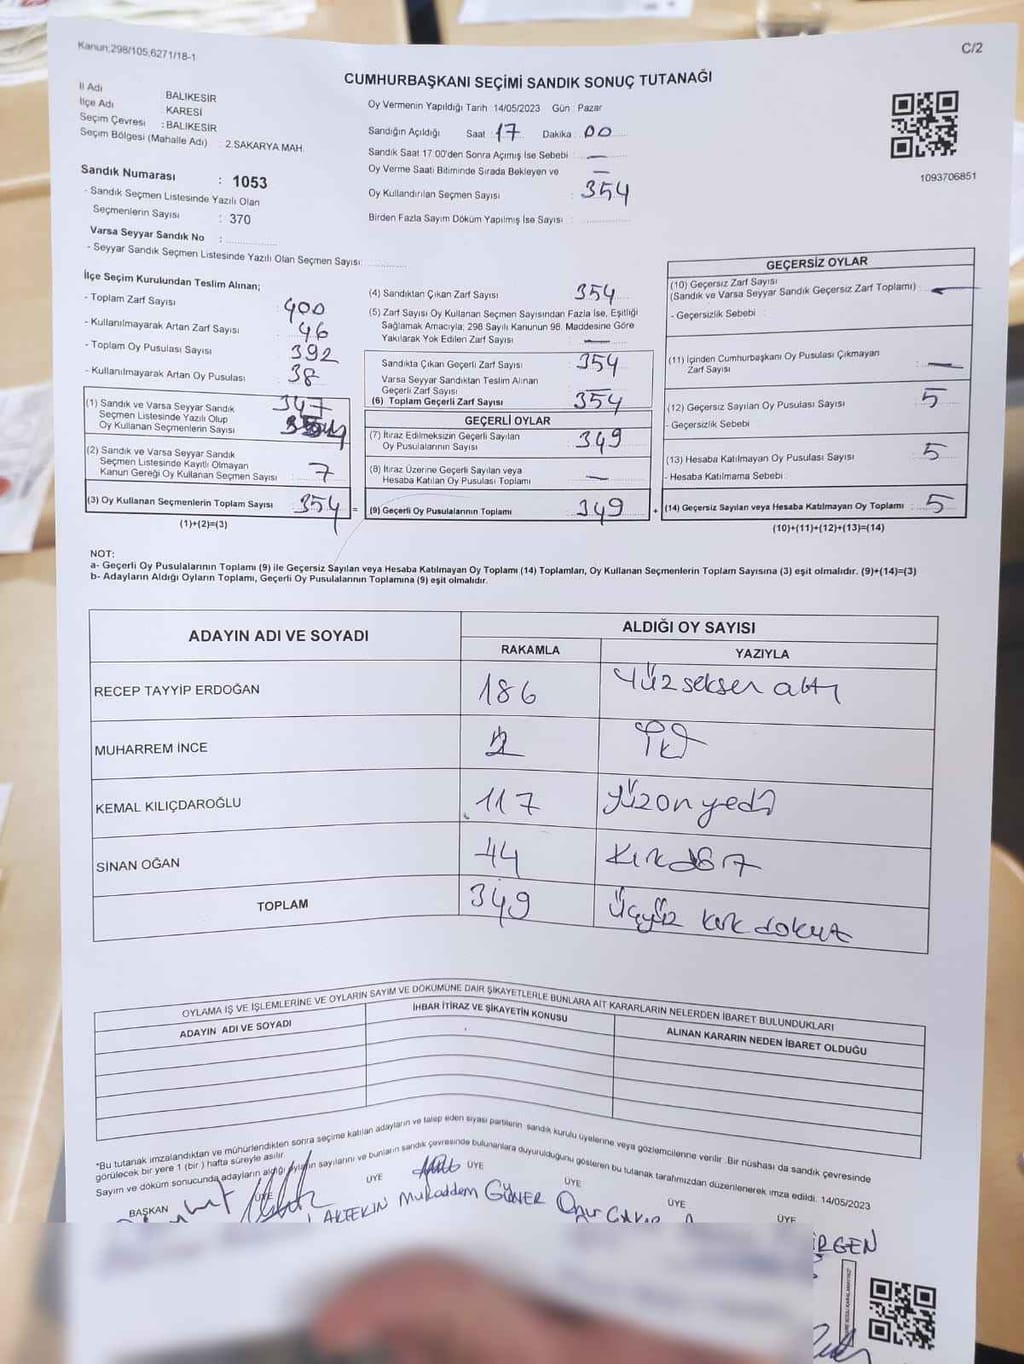 Kanun;298/105,6271/18-1
C/2
CUMHURBAŞKANI SEÇİMİ SANDIK SONUÇ TUTANAĞI
İl Adı BALIKESİR
İlçe Adı KARESİ
Seçim Çevresi : BALIKESİR
Seçim Bölgesi (Mahalle Adı) : 2.SAKARYA MAH.
Sandık Numarası : 1053
- Sandık Seçmen Listesinde Yazılı Olan
Seçmenlerin Sayısı : 370
Varsa Seyyar Sandık No :
- Seyyar Sandık Seçmen Listesinde Yazılı Olan Seçmen Sayısı:
Oy Vermenin Yapıldığı Tarih 14/05/2023 Gün : Pazar
Sandığın Açıldığı Saat : 17 Dakika : 00
Sandık Saat 17.00'den Sonra Açımış İse Sebebi : —
Oy Verme Saati Bitiminde Sırada Bekleyen ve —
Oy Kullandırılan Seçmen Sayısı : 354
Birden Fazla Sayım Döküm Yapılmış İse Sayısı :
1093706851
İlçe Seçim Kurulundan Teslim Alınan;
- Toplam Zarf Sayısı : 400
- Kullanılmayarak Artan Zarf Sayısı : 46
- Toplam Oy Pusulası Sayısı : 392
- Kullanılmayarak Artan Oy Pusulası : 38
(1) Sandık ve Varsa Seyyar Sandık 347
Seçmen Listesinde Yazılı Olup
Oy Kullanan Seçmenlerin Sayısı
(2) Sandık ve Varsa Seyyar Sandık
Seçmen Listesinde Kayıtlı Olmayan
Kanun Gereği Oy Kullanan Seçmen Sayısı : 7
(3) Oy Kullanan Seçmenlerin Toplam Sayısı : 354 =
(1)+(2)=(3)
(4) Sandıktan Çıkan Zarf Sayısı : 354
(5) Zarf Sayısı Oy Kullanan Seçmen Sayısından Fazla İse, Eşitliği
Sağlamak Amacıyla; 298 Sayılı Kanunun 98. Maddesine Göre
Yakılarak Yok Edilen Zarf Sayısı : —
Sandıkta Çıkan Geçerli Zarf Sayısı : 354
Varsa Seyyar Sandıktan Teslim Alınan
Geçerli Zarf Sayısı
(6) Toplam Geçerli Zarf Sayısı : 354
GEÇERLİ OYLAR
(7) İtiraz Edilmeksizin Geçerli Sayılan
Oy Pusulalarının Sayısı : 349
(8) İtiraz Üzerine Geçerli Sayılan veya
Hesaba Katılan Oy Pusulası Toplamı : —
(9) Geçerli Oy Pusulalarının Toplamı : 349 +
GEÇERSİZ OYLAR
(10) Geçersiz Zarf Sayısı
(Sandık ve Varsa Seyyar Sandık Geçersiz Zarf Toplamı) : —
- Geçersizlik Sebebi :
(11) İçinden Cumhurbaşkanı Oy Pusulası Çıkmayan
Zarf Sayısı : —
(12) Geçersiz Sayılan Oy Pusulası Sayısı : 5
- Geçersizlik Sebebi
(13) Hesaba Katılmayan Oy Pusulası Sayısı : 5
- Hesaba Katılmama Sebebi :
(14) Geçersiz Sayılan veya Hesaba Katılmayan Oy Toplamı : 5
(10)+(11)+(12)+(13)=(14)
NOT:
a- Geçerli Oy Pusulalarının Toplamı (9) ile Geçersiz Sayılan veya Hesaba Katılmayan Oy Toplamı (14) Toplamları, Oy Kullanan Seçmenlerin Toplam Sayısına (3) eşit olmalıdır. (9)+(14)=(3)
b- Adayların Aldığı Oyların Toplamı, Geçerli Oy Pusulalarının Toplamına (9) eşit olmalıdır.
ADAYIN ADI VE SOYADI ALDIĞI OY SAYISI
RAKAMLA YAZIYLA
RECEP TAYYİP ERDOĞAN 186 Yüz seksen altı
MUHARREM İNCE 2 İki
KEMAL KILIÇDAROĞLU 117 yüzon yedi
SİNAN OĞAN 44 Kırkdört
TOPLAM 349 Üçyüz kırk dokuz
OYLAMA İŞ VE İŞLEMLERİNE VE OYLARIN SAYIM VE DÖKÜMÜNE DAİR ŞİKAYETLERLE BUNLARA AİT KARARLARIN NELERDEN İBARET BULUNDUKLARI
ADAYIN ADI VE SOYADI İHBAR İTİRAZ VE ŞİKAYETİN KONUSU ALINAN KARARIN NEDEN İBARET OLDUĞU
*Bu tutanak imzalandıktan ve mühürlendikten sonra seçime katılan adayların ve talep eden siyasi partilerin sandık kurulu üyelerine veya gözlemcilerine verilir. Bir nüshası da sandık çevresinde
görülecek bir yere 1 (bir ) hafta süreyle asılır.
Sayım ve döküm sonucunda adayların aldığı oyların sayılarını ve bunların sandık çevresinde bulunanlara duyurulduğunu gösteren bu tutanak tarafımızdan düzenlenerek imza edildi. 14/05/2023
BAŞKAN ÜYE ÜYE ÜYE ÜYE ÜYE ÜYE
AKTEKİN Mukaddem GÜNER Onur